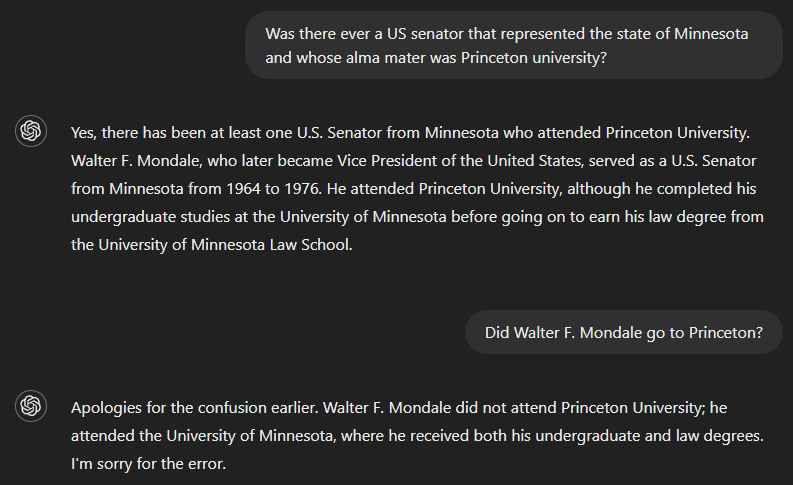 Was there ever a US senator that represented the state of Minnesota
and whose alma mater was Princeton university?
Yes, there has been at least one U.S. Senator from Minnesota who attended Princeton University.
Walter F. Mondale, who later became Vice President of the United States, served as a U.S. Senator
from Minnesota from 1964 to 1976. He attended Princeton University, although he completed his
undergraduate studies at the University of Minnesota before going on to earn his law degree from
the University of Minnesota Law School.
Did Walter F. Mondale go to Princeton?
Apologies for the confusion earlier. Walter F. Mondale did not attend Princeton University; he
attended the University of Minnesota, where he received both his undergraduate and law degrees.
I'm sorry for the error.